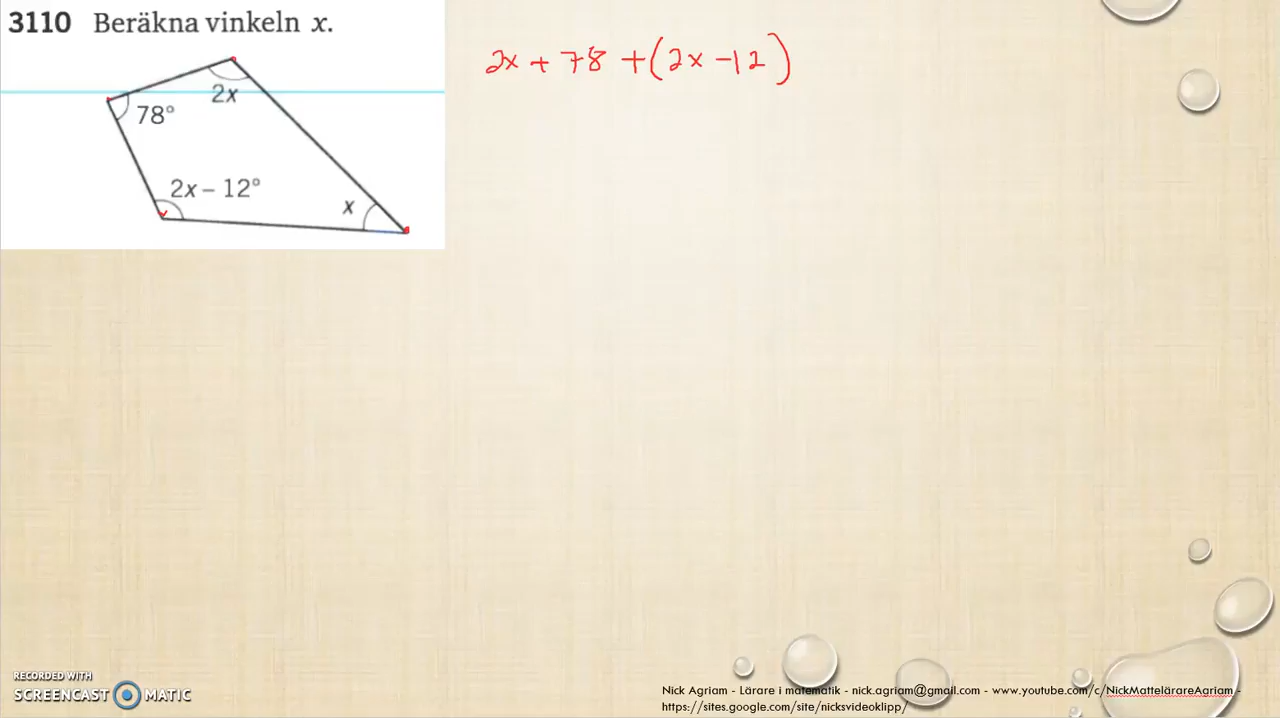 3110 Beräkna vinkeln x.
2x + 78 + (2x - 12)
2x
78°
2x – 12°
x
RECORDED WITH
SCREENCAST MATIC
Nick Agriam - Lärare i matematik - nick.agriam@gmail.com - www.youtube.com/c/NickMattelärareAgriam -
https://sites.google.com/site/nicksvideoklipp/